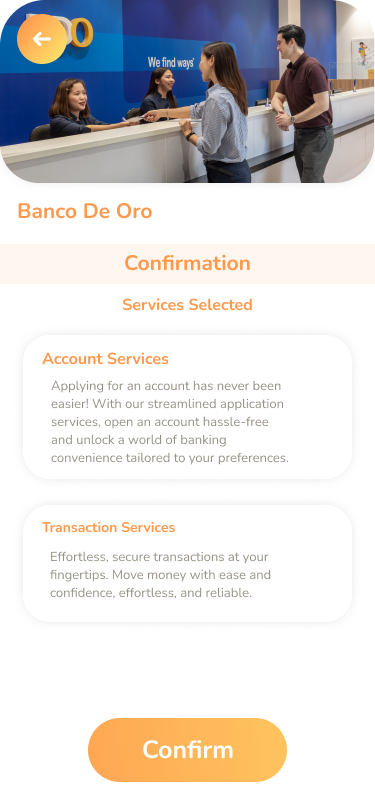 We find ways
Banco De Oro
Confirmation
Services Selected
Account Services
Applying for an account has never been
easier! With our streamlined application
services, open an account hassle-free
and unlock a world of banking
convenience tailored to your preferences.
Transaction Services
Effortless, secure transactions at your
fingertips. Move money with ease and
confidence, effortless, and reliable.
Confirm